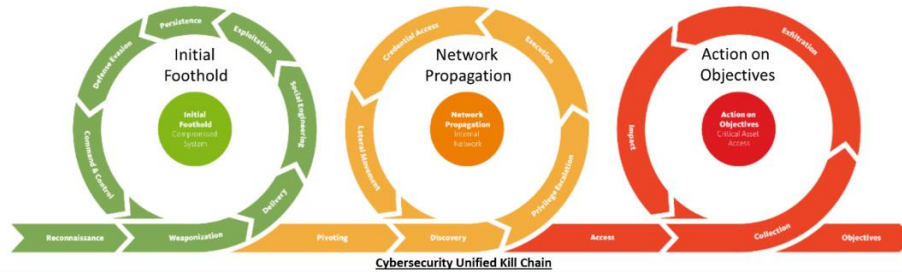 Reconnaissance
Weaponization
Delivery
Social Engineering
Exploitation
Persistence
Defense Evasion
Command & Control
Initial
Foothold
Initial
Foothold
Compromised
System
Pivoting
Discovery
Privilege Escalation
Execution
Credential Access
Lateral Movement
Network
Propagation
Network
Propagation
Internal
Network
Access
Collection
Exfiltration
Impact
Action on
Objectives
Action on
Objectives
Critical Asset
Access
Objectives
Cybersecurity Unified Kill Chain